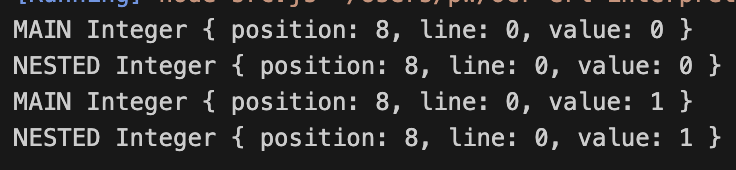 MAIN Integer { position: 8, line: 0, value: 0 }
NESTED Integer { position: 8, line: 0, value: 0 }
MAIN Integer { position: 8, line: 0, value: 1 }
NESTED Integer { position: 8, line: 0, value: 1 }